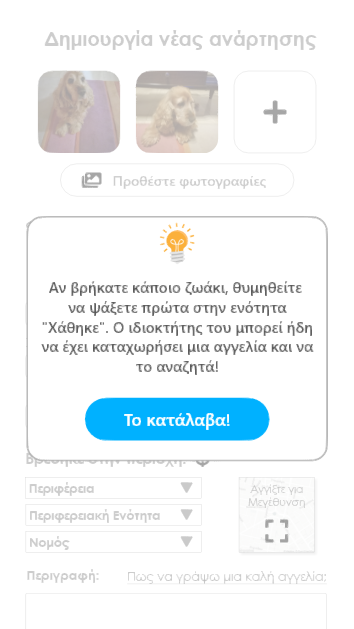 Δημιουργία νέας ανάρτησης
Προθέστε φωτογραφίες
Αν βρήκατε κάποιο ζωάκι, θυμηθείτε
να ψάξετε πρώτα στην ενότητα
"Χάθηκε". Ο ιδιοκτήτης του μπορεί ήδη
να έχει καταχωρήσει μια αγγελία και να
το αναζητά!
Το κατάλαβα!
Βρέθηκε στην περιοχή:
Περιφέρεια
Αγγίξτε για
Μεγέθυνση
Περιφερειακή Ενότητα
Νομός
Περιγραφή:
Πως να γράψω μια καλή αγγελία;